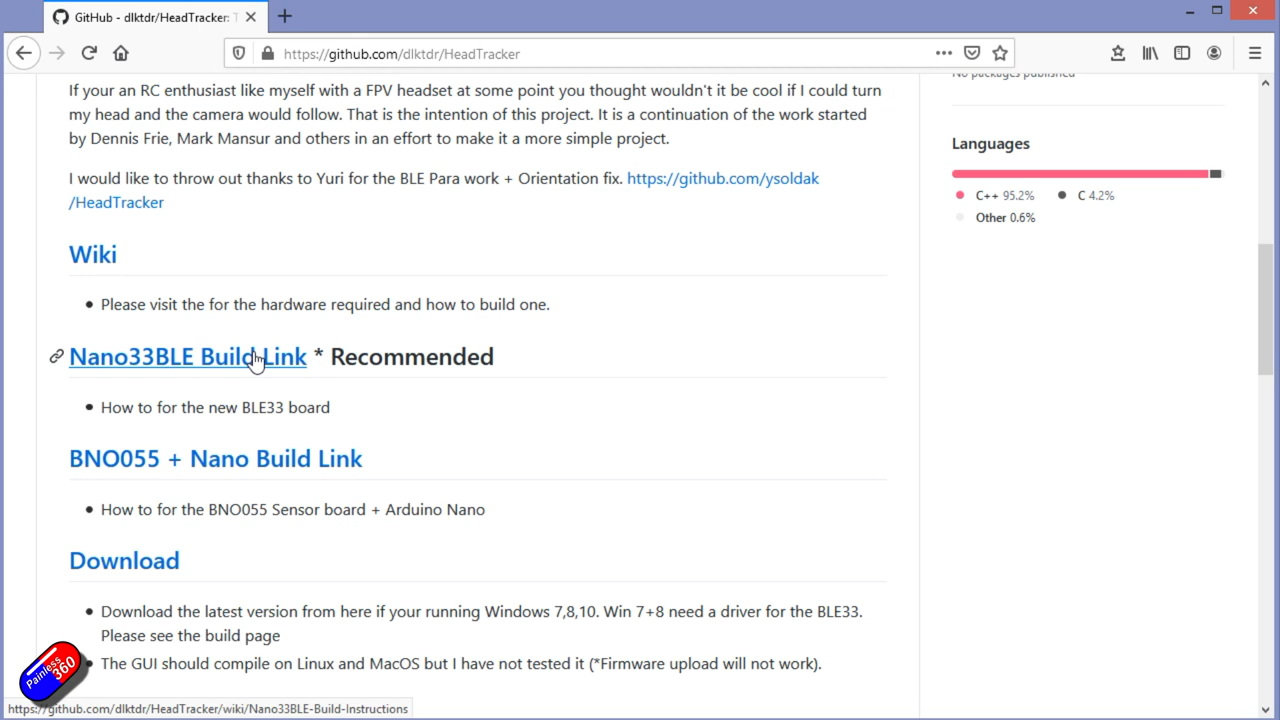 GitHub - dlktdr/HeadTracker: T
https://github.com/dlktdr/HeadTracker
No packages published
If your an RC enthusiast like myself with a FPV headset at some point you thought wouldn't it be cool if I could turn
my head and the camera would follow. That is the intention of this project. It is a continuation of the work started
by Dennis Frie, Mark Mansur and others in an effort to make it a more simple project.
I would like to throw out thanks to Yuri for the BLE Para work + Orientation fix. https://github.com/ysoldak
/HeadTracker
Wiki
Please visit the for the hardware required and how to build one.
Nano33BLE Build Link * Recommended
How to for the new BLE33 board
BNO055 + Nano Build Link
How to for the BNO055 Sensor board + Arduino Nano
Download
Download the latest version from here if your running Windows 7,8,10. Win 7+8 need a driver for the BLE33.
Please see the build page
The GUI should compile on Linux and MacOS but I have not tested it (*Firmware upload will not work).
Languages
C++ 95.2% C 4.2%
Other 0.6%
Painless
360
https://github.com/dlktdr/HeadTracker/wiki/Nano33BLE-Build-Instructions